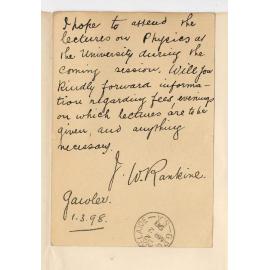 I hope to attend the
lectures on Physics at
the University during the
coming session. Will you
kindly forward informa-
tion regarding fees, evenings
on which lectures are to be
given, and anything
necessary.
J. W. Rankine.
Gawler.
1.3.98.